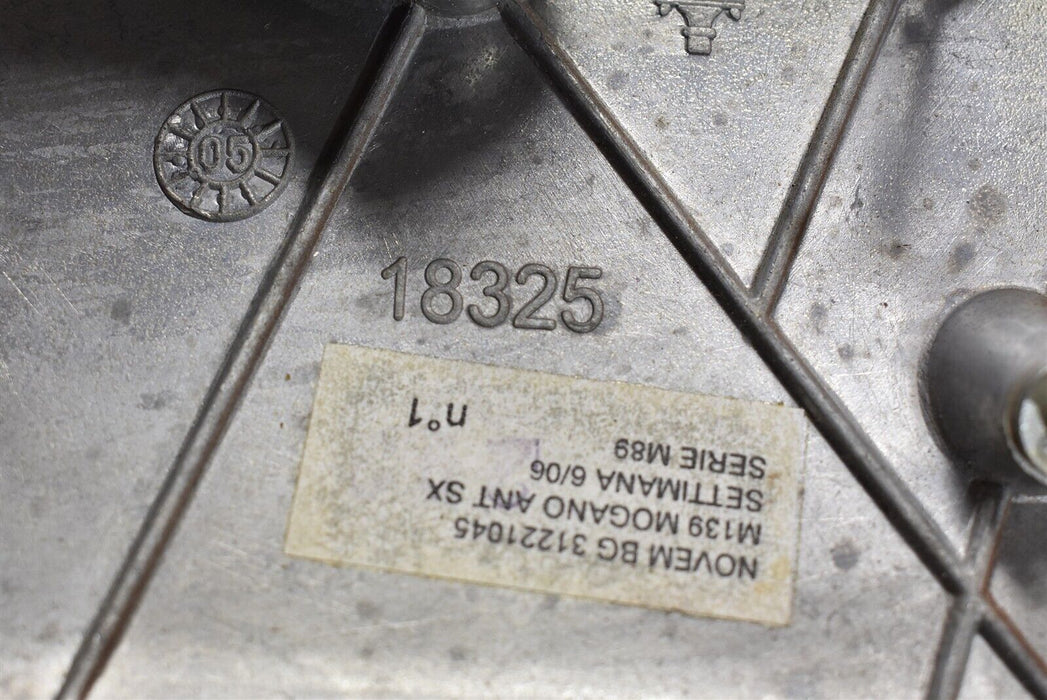 05
18325
NOVEM BG 31221045
M139 MOGANO ANT SX
SETTIMANA 6/06
SERIE M89
n°1